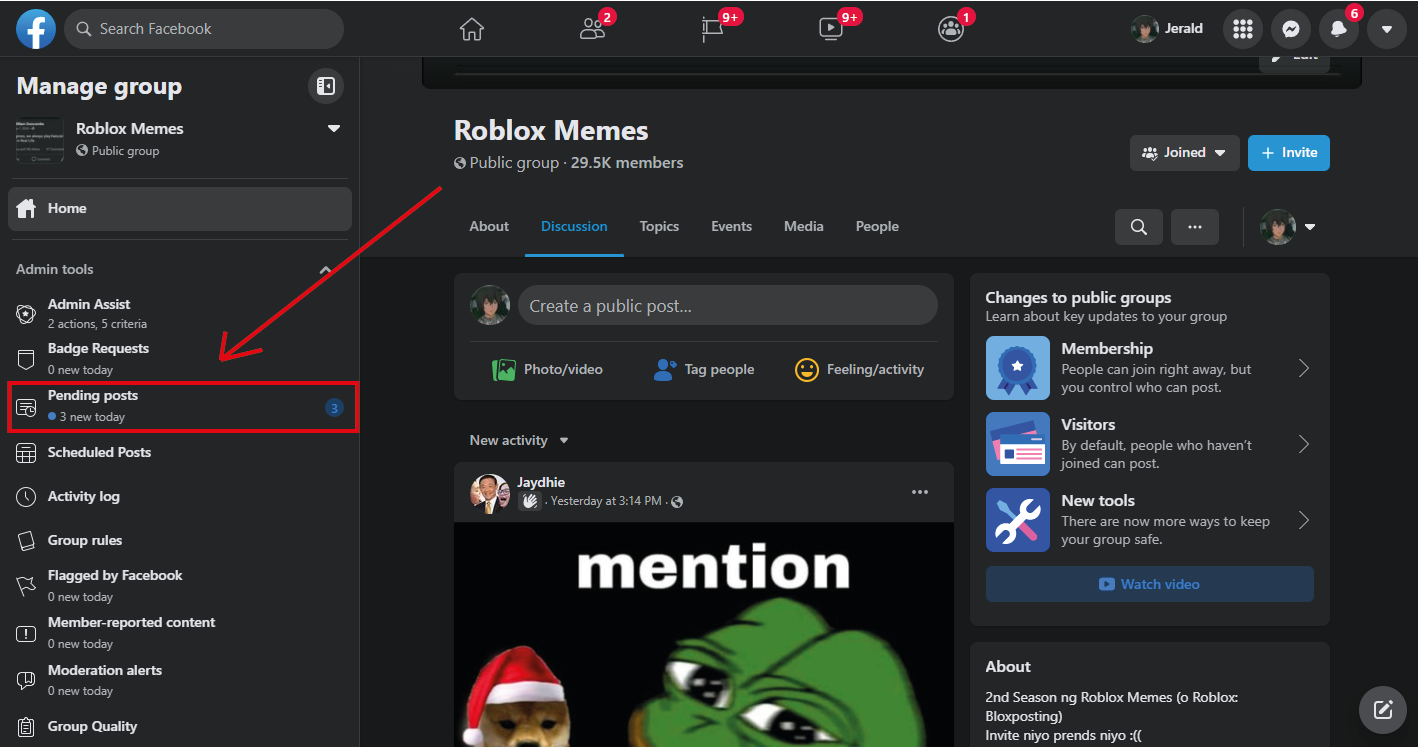 Search Facebook
2
9+
9+
1
Jerald
6
Manage group
Roblox Memes
Public group
Home
Admin tools
Admin Assist
2 actions, 5 criteria
Badge Requests
0 new today
Pending posts
3 new today
3
Scheduled Posts
Activity log
Group rules
Flagged by Facebook
0 new today
Member-reported content
0 new today
Moderation alerts
0 new today
Group Quality
Edit
Roblox Memes
Public group · 29.5K members
Joined
+ Invite
About
Discussion
Topics
Events
Media
People
Create a public post...
Photo/video
Tag people
Feeling/activity
New activity
Jaydhie
· Yesterday at 3:14 PM ·
mention
Changes to public groups
Learn about key updates to your group
Membership
People can join right away, but
you control who can post.
Visitors
By default, people who haven't
joined can post.
New tools
There are now more ways to keep
your group safe.
Watch video
About
2nd Season ng Roblox Memes (o Roblox:
Bloxposting)
Invite niyo prends niyo :((